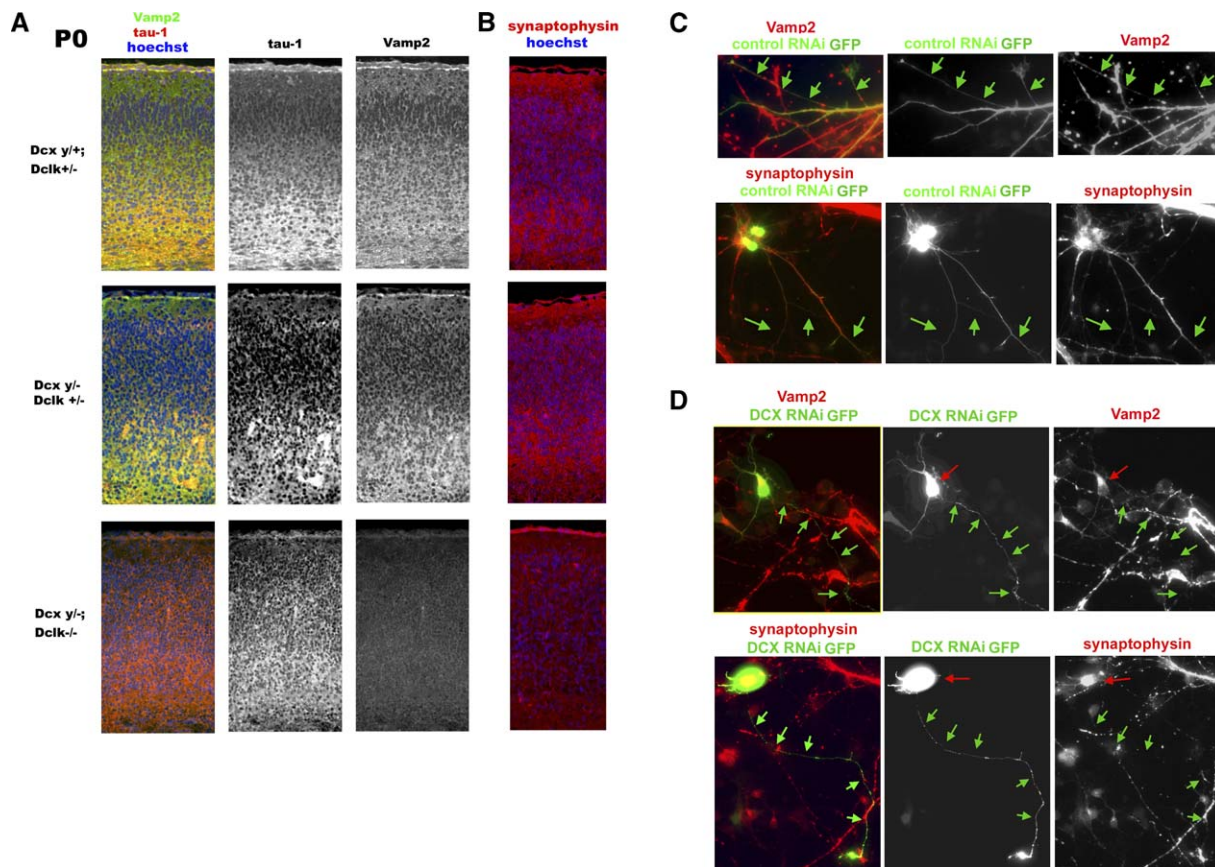 A
P0
Vamp2
tau-1
hoechst
tau-1
Vamp2
Dcx y/+;
Dclk+/-
Dcx y/-
Dclk +/-
Dcx y/-;
Dclk-/-
B
synaptophysin
hoechst
C
Vamp2
control RNAi GFP
control RNAi GFP
Vamp2
synaptophysin
control RNAi GFP
control RNAi GFP
synaptophysin
D
Vamp2
DCX RNAi GFP
DCX RNAi GFP
Vamp2
synaptophysin
DCX RNAi GFP
DCX RNAi GFP
synaptophysin